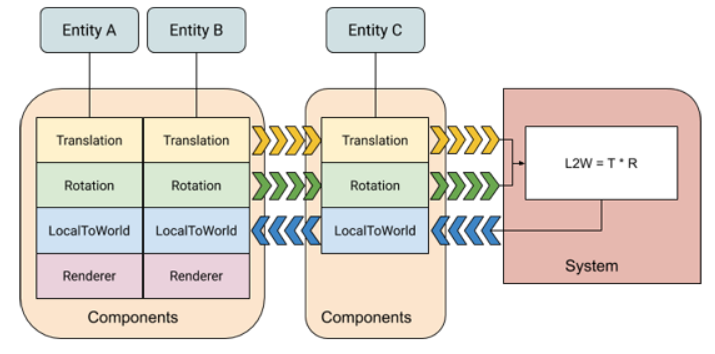 Entity A
Entity B
Entity C
Translation
Translation
Translation
Rotation
Rotation
Rotation
L2W = T * R
LocalToWorld
LocalToWorld
LocalToWorld
Renderer
Renderer
System
Components
Components